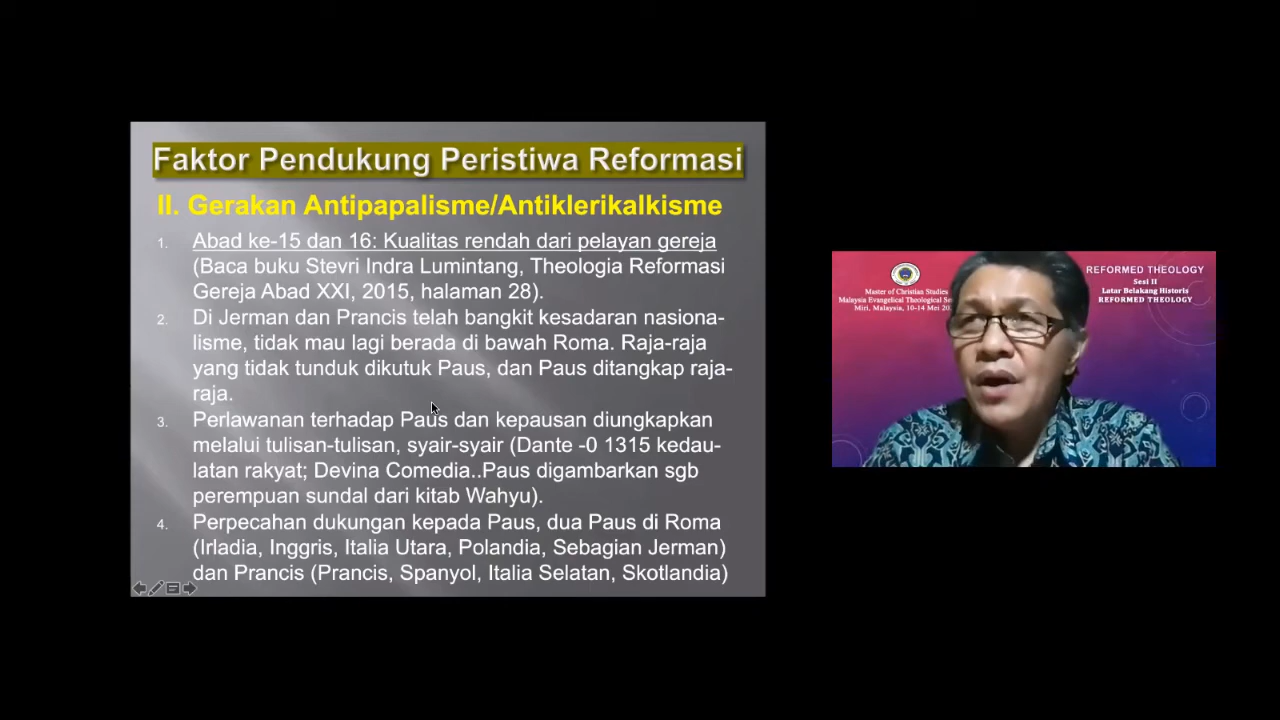 Faktor Pendukung Peristiwa Reformasi
II. Gerakan Antipapalisme/Antiklerikalkisme
1. Abad ke-15 dan 16: Kualitas rendah dari pelayan gereja
(Baca buku Stevri Indra Lumintang, Theologia Reformasi
Gereja Abad XXI, 2015, halaman 28).
2. Di Jerman dan Prancis telah bangkit kesadaran nasiona-
lisme, tidak mau lagi berada di bawah Roma. Raja-raja
yang tidak tunduk dikutuk Paus, dan Paus ditangkap raja-
raja.
3. Perlawanan terhadap Paus dan kepausan diungkapkan
melalui tulisan-tulisan, syair-syair (Dante -0 1315 kedau-
latan rakyat; Devina Comedia..Paus digambarkan sgb
perempuan sundal dari kitab Wahyu).
4. Perpecahan dukungan kepada Paus, dua Paus di Roma
(Irladia, Inggris, Italia Utara, Polandia, Sebagian Jerman)
dan Prancis (Prancis, Spanyol, Italia Selatan, Skotlandia)
Master of Christian Studies
Malaysia Evangelical Theological
Miri, Malaysia, 10-14 Mei
REFORMED THEOLOGY
Sesi II
Latar Belakang Historis
REFORMED THEOLOGY